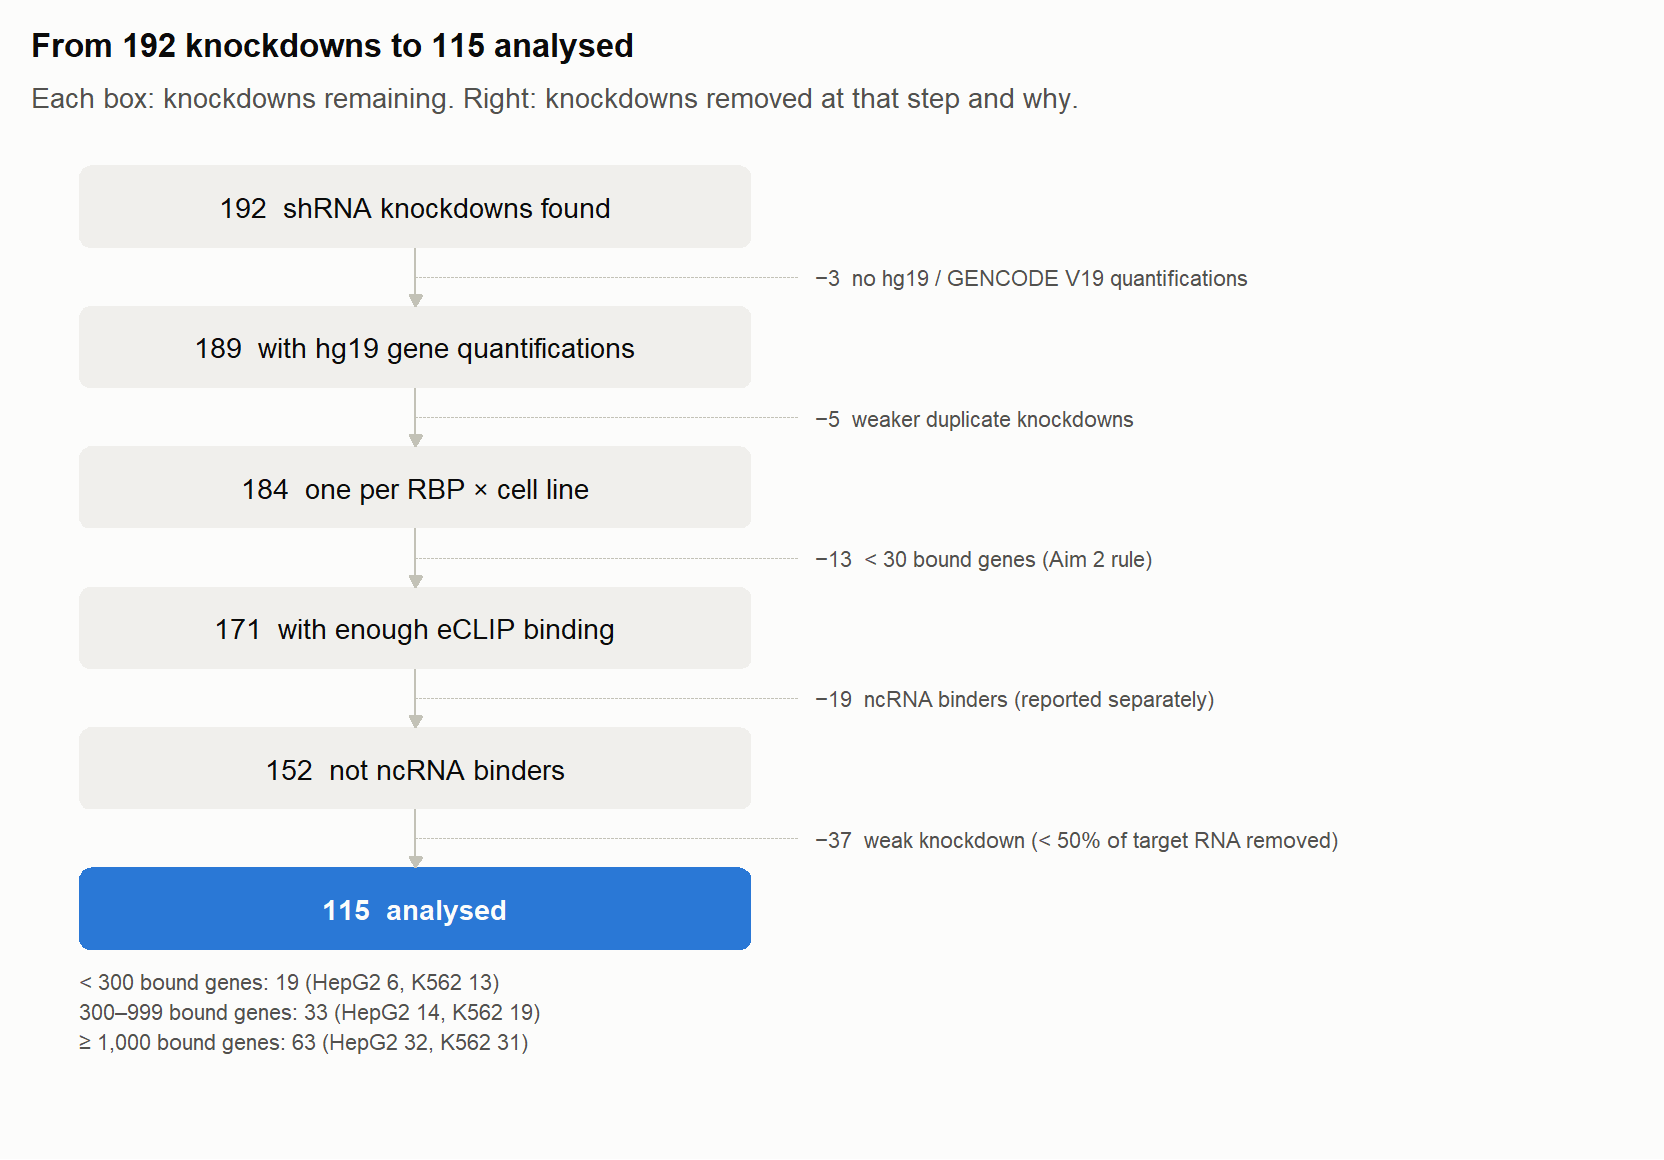 From 192 knockdowns to 115 analysed
Each box: knockdowns remaining. Right: knockdowns removed at that step and why.
192 shRNA knockdowns found
−3 no hg19 / GENCODE V19 quantifications
189 with hg19 gene quantifications
−5 weaker duplicate knockdowns
184 one per RBP × cell line
−13 < 30 bound genes (Aim 2 rule)
171 with enough eCLIP binding
−19 ncRNA binders (reported separately)
152 not ncRNA binders
−37 weak knockdown (< 50% of target RNA removed)
115 analysed
< 300 bound genes: 19 (HepG2 6, K562 13)
300–999 bound genes: 33 (HepG2 14, K562 19)
≥ 1,000 bound genes: 63 (HepG2 32, K562 31)